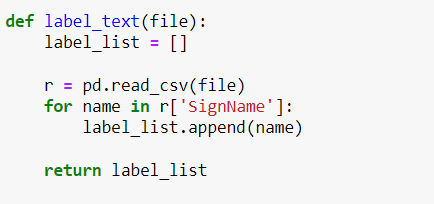 def label_text(file):
    label_list = []
    r = pd.read_csv(file)
    for name in r['SignName']:
        label_list.append(name)
    return label_list